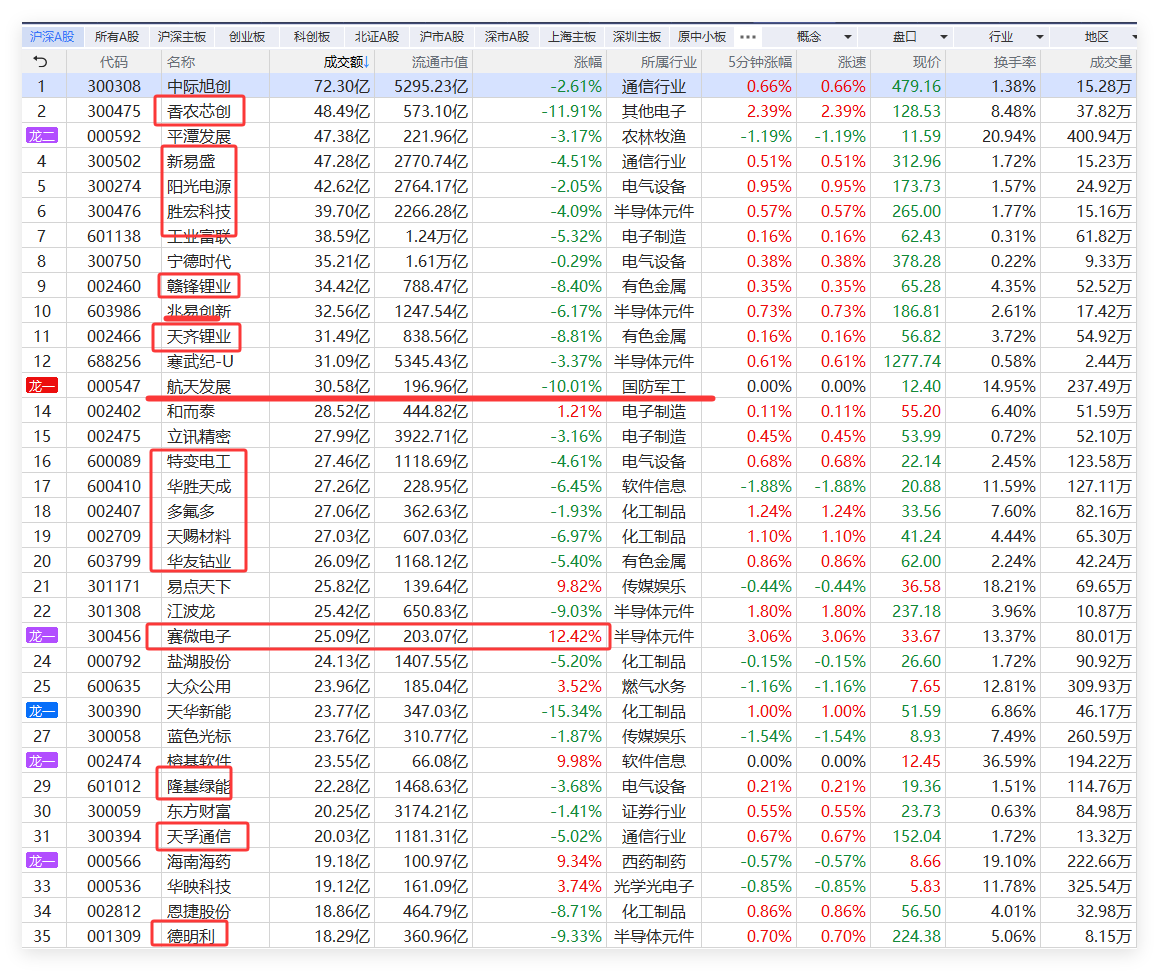 沪深A股 所有A股 沪深主板 创业板 科创板 北证A股 沪市A股 深市A股 上海主板 深圳主板 原中小板 ••• 概念 盘口 行业 地区
代码 名称 成交额↓ 流通市值 涨幅 所属行业 5分钟涨幅 涨速 现价 换手率 成交量
1 300308 中际旭创 72.30亿 5295.23亿 -2.61% 通信行业 0.66% 0.66% 479.16 1.38% 15.28万
2 300475 香农芯创 48.49亿 573.10亿 -11.91% 其他电子 2.39% 2.39% 128.53 8.48% 37.82万
龙二 000592 平潭发展 47.38亿 221.96亿 -3.17% 农林牧渔 -1.19% -1.19% 11.59 20.94% 400.94万
4 300502 新易盛 47.28亿 2770.74亿 -4.51% 通信行业 0.51% 0.51% 312.96 1.72% 15.23万
5 300274 阳光电源 42.62亿 2764.17亿 -2.05% 电气设备 0.95% 0.95% 173.73 1.57% 24.92万
6 300476 胜宏科技 39.70亿 2266.28亿 -4.09% 半导体元件 0.57% 0.57% 265.00 1.77% 15.16万
7 601138 工业富联 38.59亿 1.24万亿 -5.32% 电子制造 0.16% 0.16% 62.43 0.31% 61.82万
8 300750 宁德时代 35.21亿 1.61万亿 -0.29% 电气设备 0.38% 0.38% 378.28 0.22% 9.33万
9 002460 赣锋锂业 34.42亿 788.47亿 -8.40% 有色金属 0.35% 0.35% 65.28 4.35% 52.52万
10 603986 兆易创新 32.56亿 1247.54亿 -6.17% 半导体元件 0.73% 0.73% 186.81 2.61% 17.42万
11 002466 天齐锂业 31.49亿 838.56亿 -8.81% 有色金属 0.16% 0.16% 56.82 3.72% 54.92万
12 688256 寒武纪-U 31.09亿 5345.43亿 -3.37% 半导体元件 0.61% 0.61% 1277.74 0.58% 2.44万
龙一 000547 航天发展 30.58亿 196.96亿 -10.01% 国防军工 0.00% 0.00% 12.40 14.95% 237.49万
14 002402 和而泰 28.52亿 444.82亿 1.21% 电子制造 0.11% 0.11% 55.20 6.40% 51.59万
15 002475 立讯精密 27.99亿 3922.71亿 -3.16% 电子制造 0.45% 0.45% 53.99 0.72% 52.10万
16 600089 特变电工 27.46亿 1118.69亿 -4.61% 电气设备 0.68% 0.68% 22.14 2.45% 123.58万
17 600410 华胜天成 27.26亿 228.95亿 -6.45% 软件信息 -1.88% -1.88% 20.88 11.59% 127.11万
18 002407 多氟多 27.06亿 362.63亿 -1.93% 化工制品 1.24% 1.24% 33.56 7.60% 82.16万
19 002709 天赐材料 27.03亿 607.03亿 -6.97% 化工制品 1.10% 1.10% 41.24 4.44% 65.30万
20 603799 华友钴业 26.09亿 1168.12亿 -5.40% 有色金属 0.86% 0.86% 62.00 2.24% 42.24万
21 301171 易点天下 25.82亿 139.64亿 9.82% 传媒娱乐 -0.44% -0.44% 36.58 18.21% 69.65万
22 301308 江波龙 25.42亿 650.83亿 -9.03% 半导体元件 1.80% 1.80% 237.18 3.96% 10.87万
龙一 300456 赛微电子 25.09亿 203.07亿 12.42% 半导体元件 3.06% 3.06% 33.67 13.37% 80.01万
24 000792 盐湖股份 24.13亿 1407.55亿 -5.20% 化工制品 -0.15% -0.15% 26.60 1.72% 90.92万
25 600635 大众公用 23.96亿 185.04亿 3.52% 燃气水务 -1.16% -1.16% 7.65 12.81% 309.93万
龙一 300390 天华新能 23.77亿 347.03亿 -15.34% 化工制品 1.00% 1.00% 51.59 6.86% 46.17万
27 300058 蓝色光标 23.76亿 310.77亿 -1.87% 传媒娱乐 -1.54% -1.54% 8.93 7.49% 260.59万
龙一 002474 榕基软件 23.55亿 66.08亿 9.98% 软件信息 0.00% 0.00% 12.45 36.59% 194.22万
29 601012 隆基绿能 22.28亿 1468.63亿 -3.68% 电气设备 0.21% 0.21% 19.36 1.51% 114.76万
30 300059 东方财富 20.25亿 3174.21亿 -1.41% 证券行业 0.55% 0.55% 23.73 0.63% 84.98万
31 300394 天孚通信 20.03亿 1181.31亿 -5.02% 通信行业 0.67% 0.67% 152.04 1.72% 13.32万
龙一 000566 海南海药 19.18亿 100.97亿 9.34% 西药制药 -0.57% -0.57% 8.66 19.10% 222.66万
33 000536 华映科技 19.12亿 161.09亿 3.74% 光学光电子 -0.85% -0.85% 5.83 11.78% 325.54万
34 002812 恩捷股份 18.86亿 464.79亿 -8.71% 化工制品 0.86% 0.86% 56.50 4.01% 32.98万
35 001309 德明利 18.29亿 360.96亿 -9.33% 半导体元件 0.70% 0.70% 224.38 5.06% 8.15万